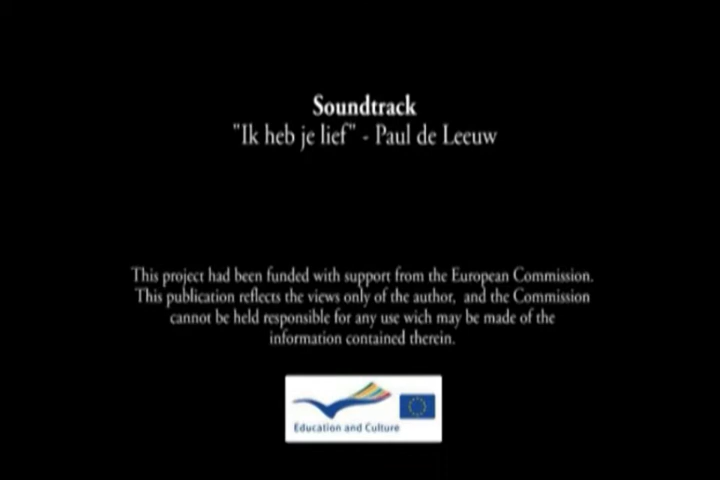 Soundtrack
"Ik heb je lief" - Paul de Leeuw
This project had been funded with support from the European Commission.
This publication reflects the views only of the author, and the Commission
cannot be held responsible for any use wich may be made of the
information contained therein.
Education and Culture